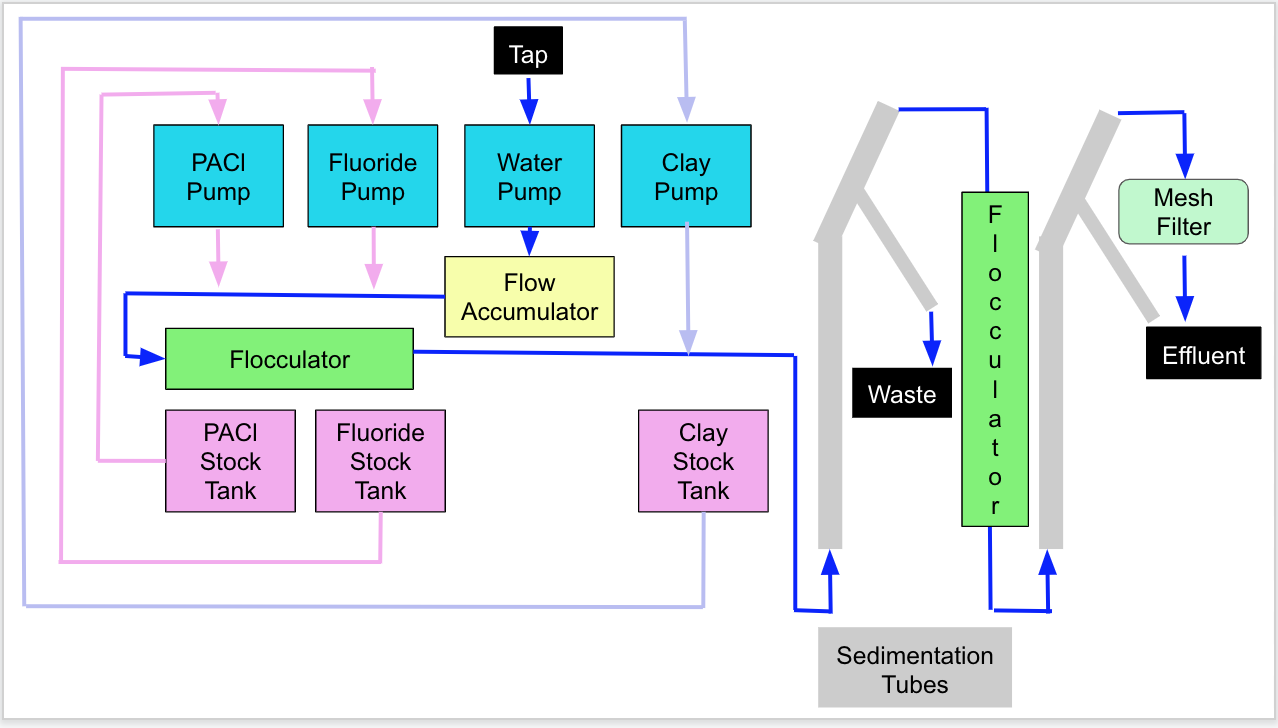 Tap
PACl
Pump
Fluoride
Pump
Water
Pump
Clay
Pump
Flow
Accumulator
Flocculator
PACl
Stock
Tank
Fluoride
Stock
Tank
Clay
Stock
Tank
Waste
F
l
o
c
c
u
l
a
t
o
r
Mesh
Filter
Effluent
Sedimentation
Tubes